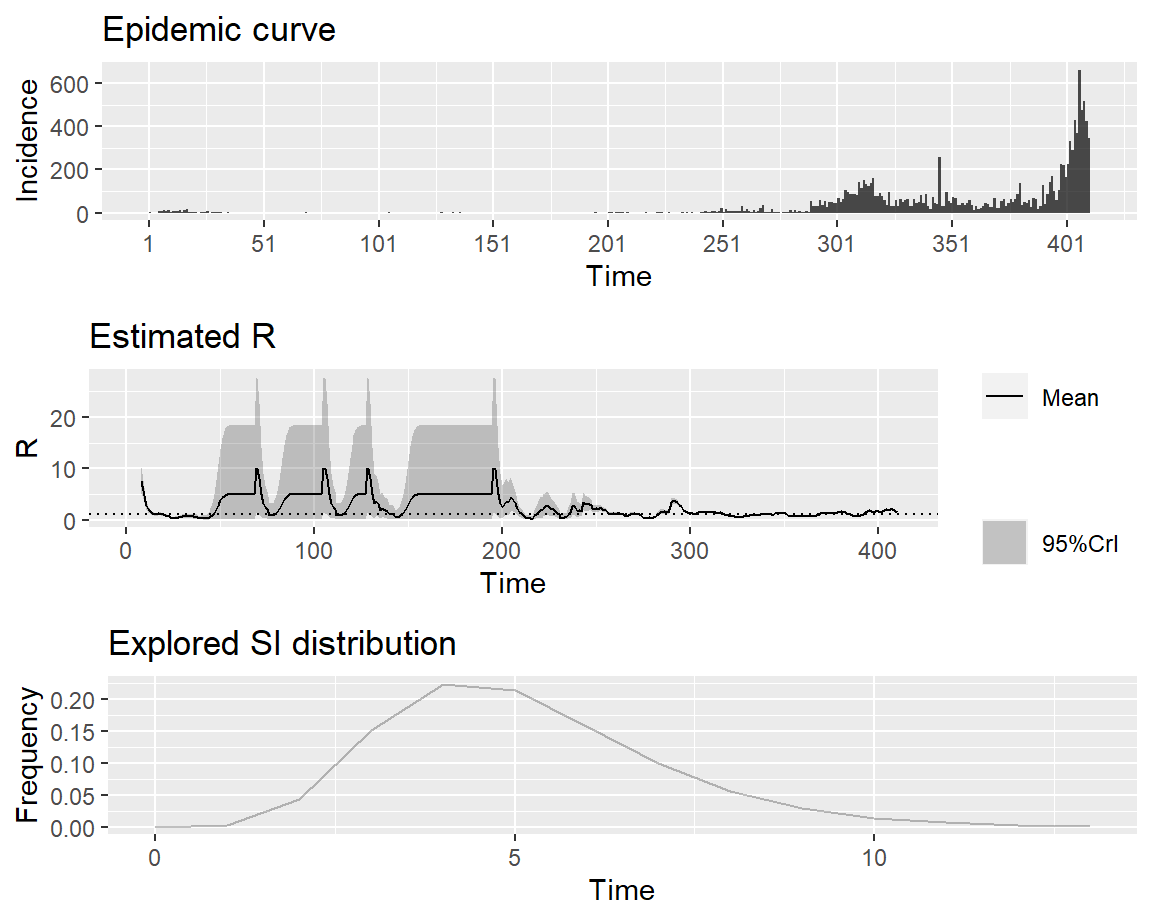 Epidemic curve
Incidence
600
400
200
0
1 51 101 151 201 251 301 351 401
Time
Estimated R
R
20
10
0
0 100 200 300 400
Time
Mean
95%CrI
Explored SI distribution
Frequency
0.20
0.15
0.10
0.05
0.00
0 5 10
Time